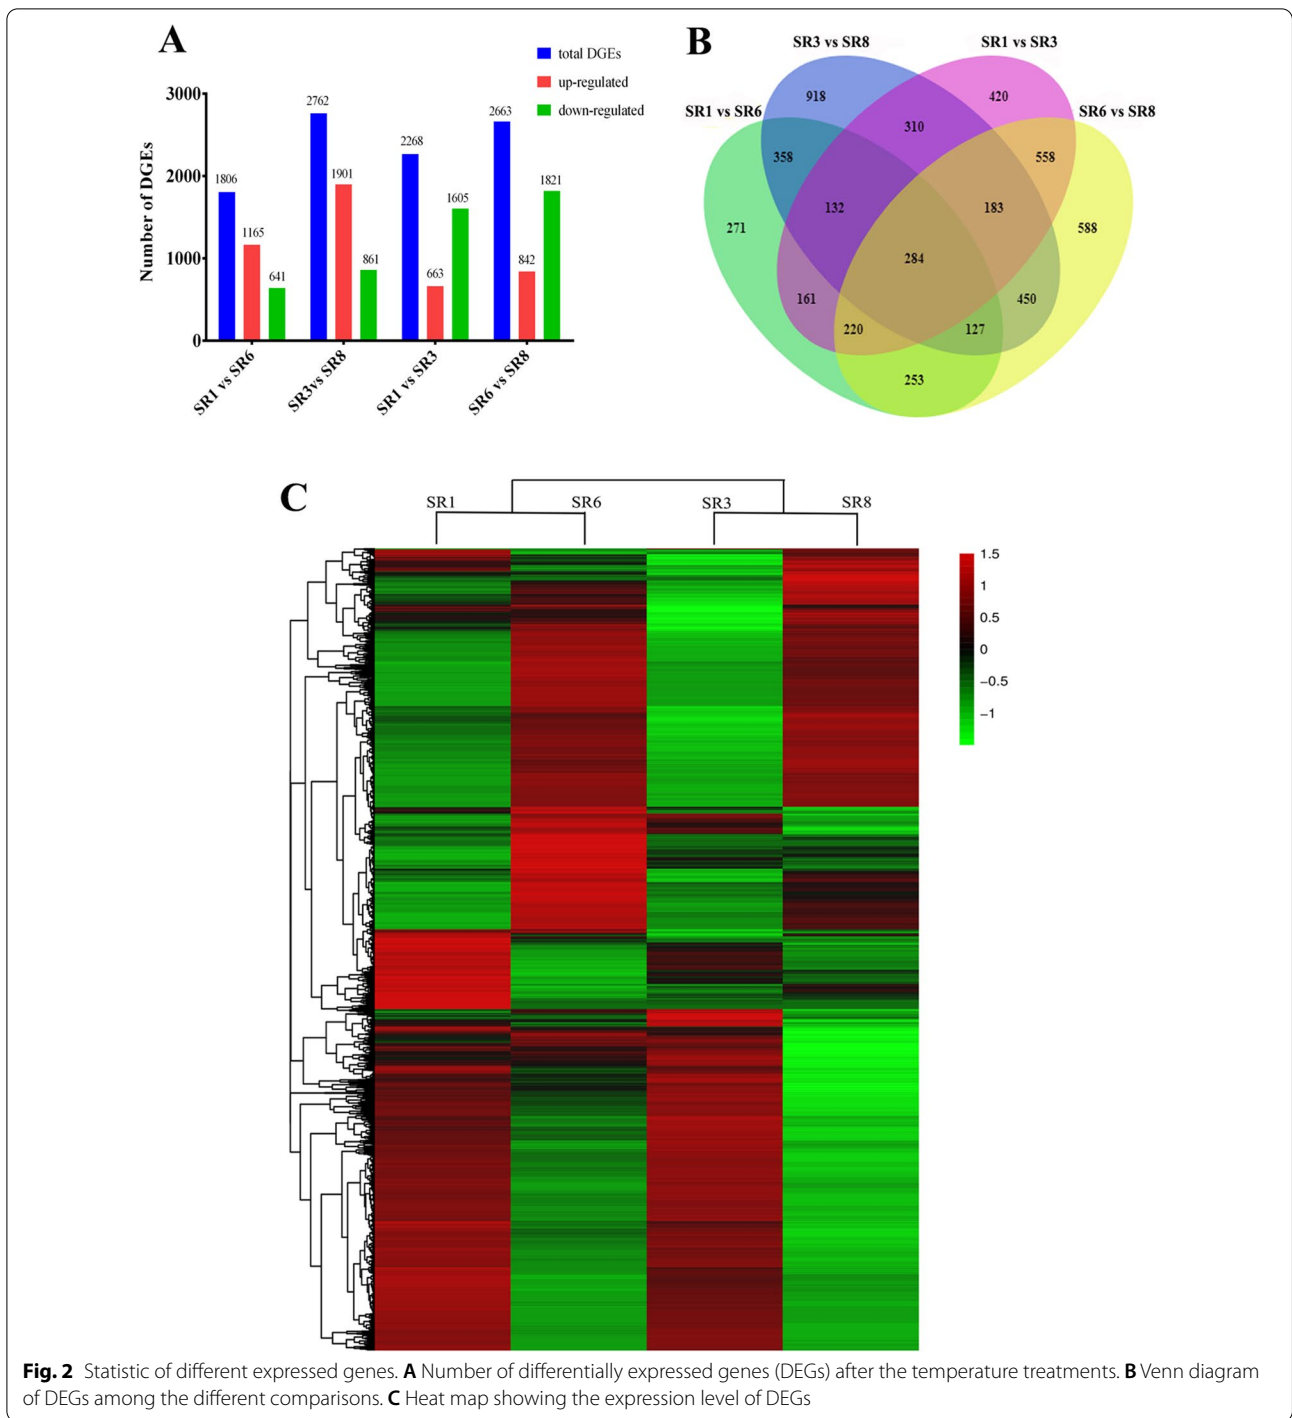 A
total DGEs
up-regulated
down-regulated
Number of DGEs
3000
2000
1000
0
1806
1165
641
2762
1901
861
2268
663
1605
2663
842
1821
SR1 vs SR6
SR3vs SR8
SR1 vs SR3
SR6 vs SR8
B
SR3 vs SR8
SR1 vs SR3
SR1 vs SR6
SR6 vs SR8
918
420
310
358
558
132
183
271
588
284
161
450
220
127
253
C
SR1
SR6
SR3
SR8
1.5
1
0.5
0
−0.5
−1
Fig. 2 Statistic of different expressed genes. A Number of differentially expressed genes (DEGs) after the temperature treatments. B Venn diagram
of DEGs among the different comparisons. C Heat map showing the expression level of DEGs